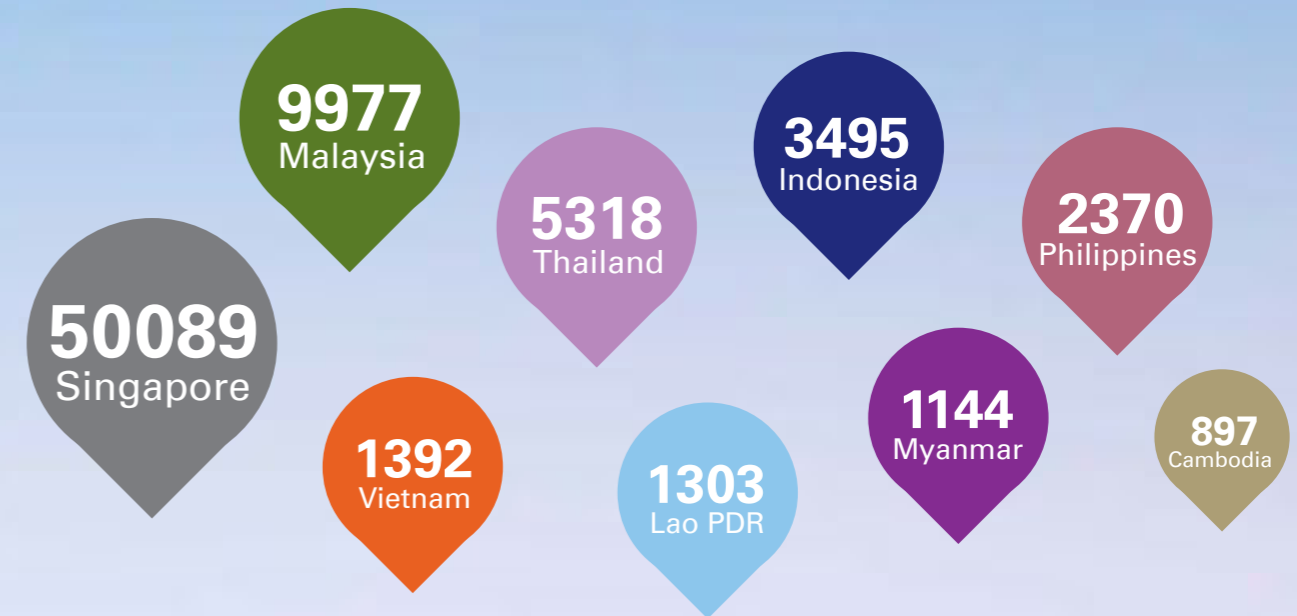 9977
Malaysia
3495
Indonesia
5318
Thailand
2370
Philippines
50089
Singapore
1144
Myanmar
897
Cambodia
1392
Vietnam
1303
Lao PDR